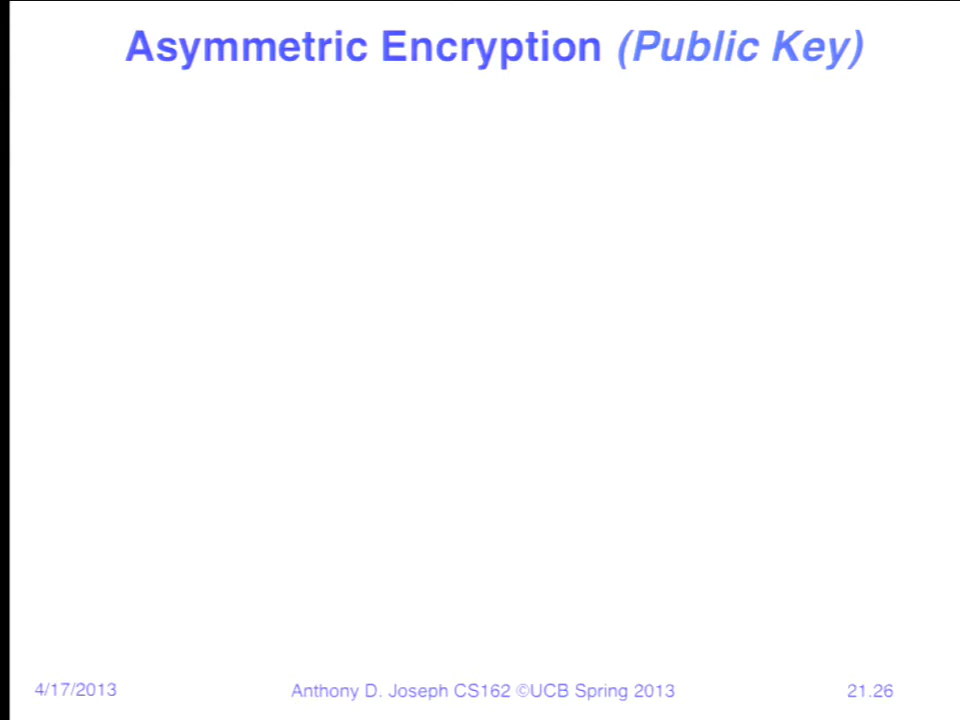 Asymmetric Encryption (Public Key)
4/17/2013 Anthony D. Joseph CS162 ©UCB Spring 2013 21.26